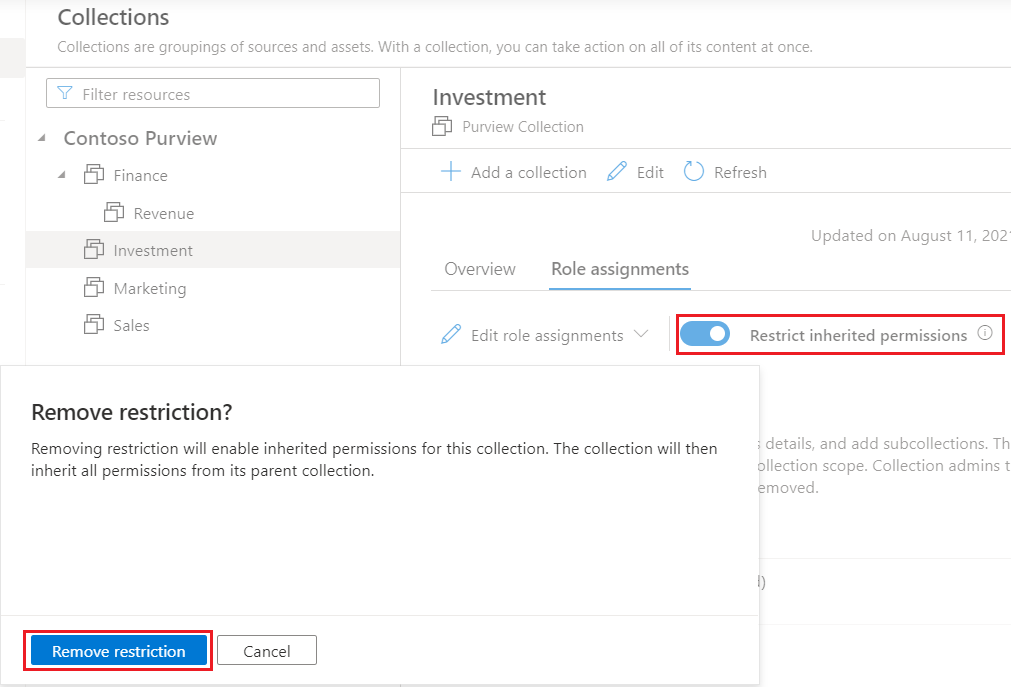 Collections
Collections are groupings of sources and assets. With a collection, you can take action on all of its content at once.
Filter resources
Contoso Purview
Finance
Revenue
Investment
Marketing
Sales
Investment
Purview Collection
Add a collection
Edit
Refresh
Updated on August 11, 2021
Overview
Role assignments
Edit role assignments
Restrict inherited permissions
details, and add subcollections. Th
ollection scope. Collection admins t
emoved.
d)
Remove restriction?
Removing restriction will enable inherited permissions for this collection. The collection will then
inherit all permissions from its parent collection.
Remove restriction
Cancel